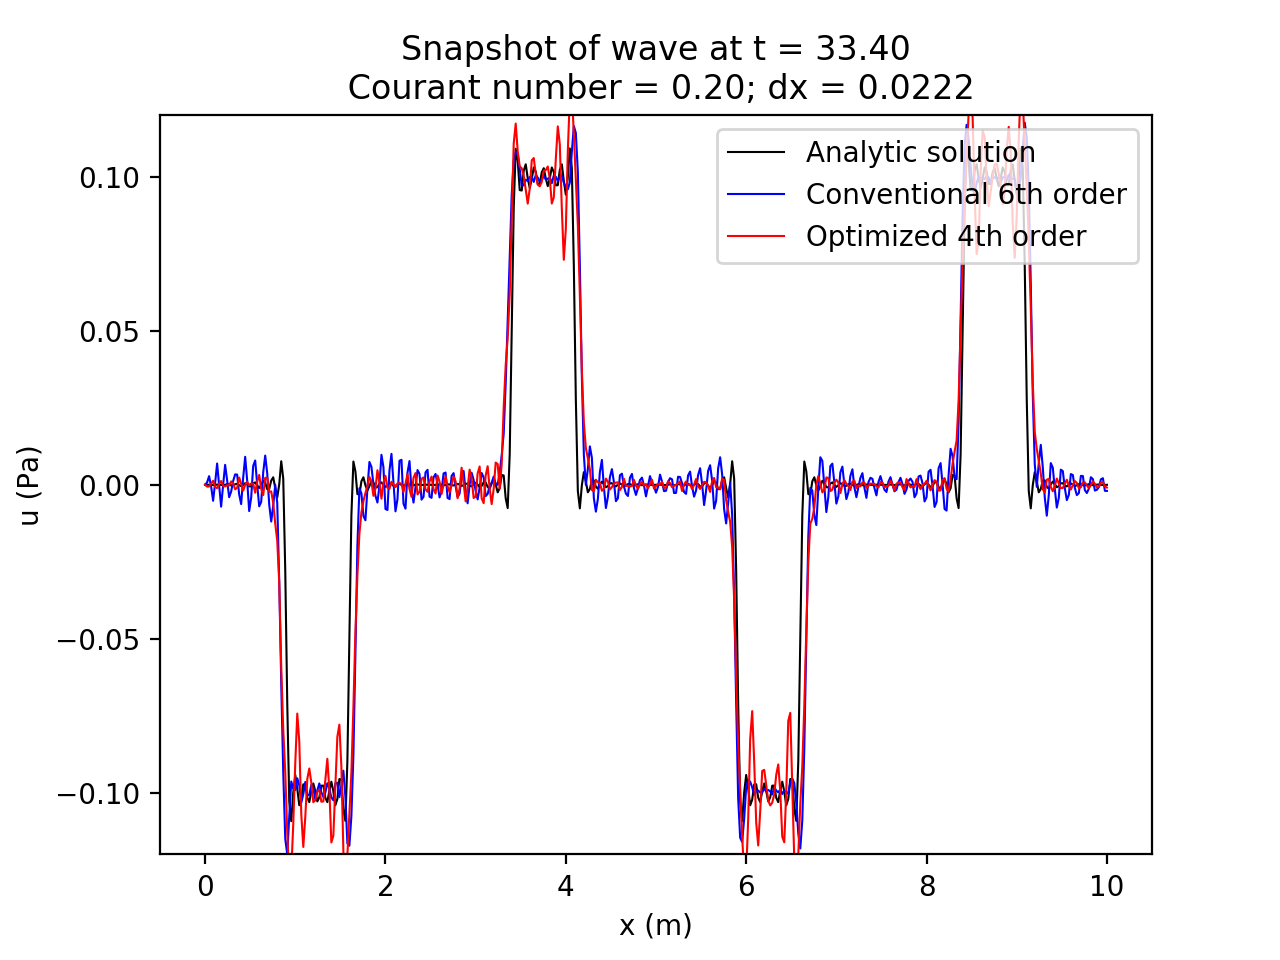 Snapshot of wave at t = 33.40
Courant number = 0.20; dx = 0.0222
Analytic solution
Conventional 6th order
Optimized 4th order
u (Pa)
0.10
0.05
0.00
−0.05
−0.10
0 2 4 6 8 10
x (m)